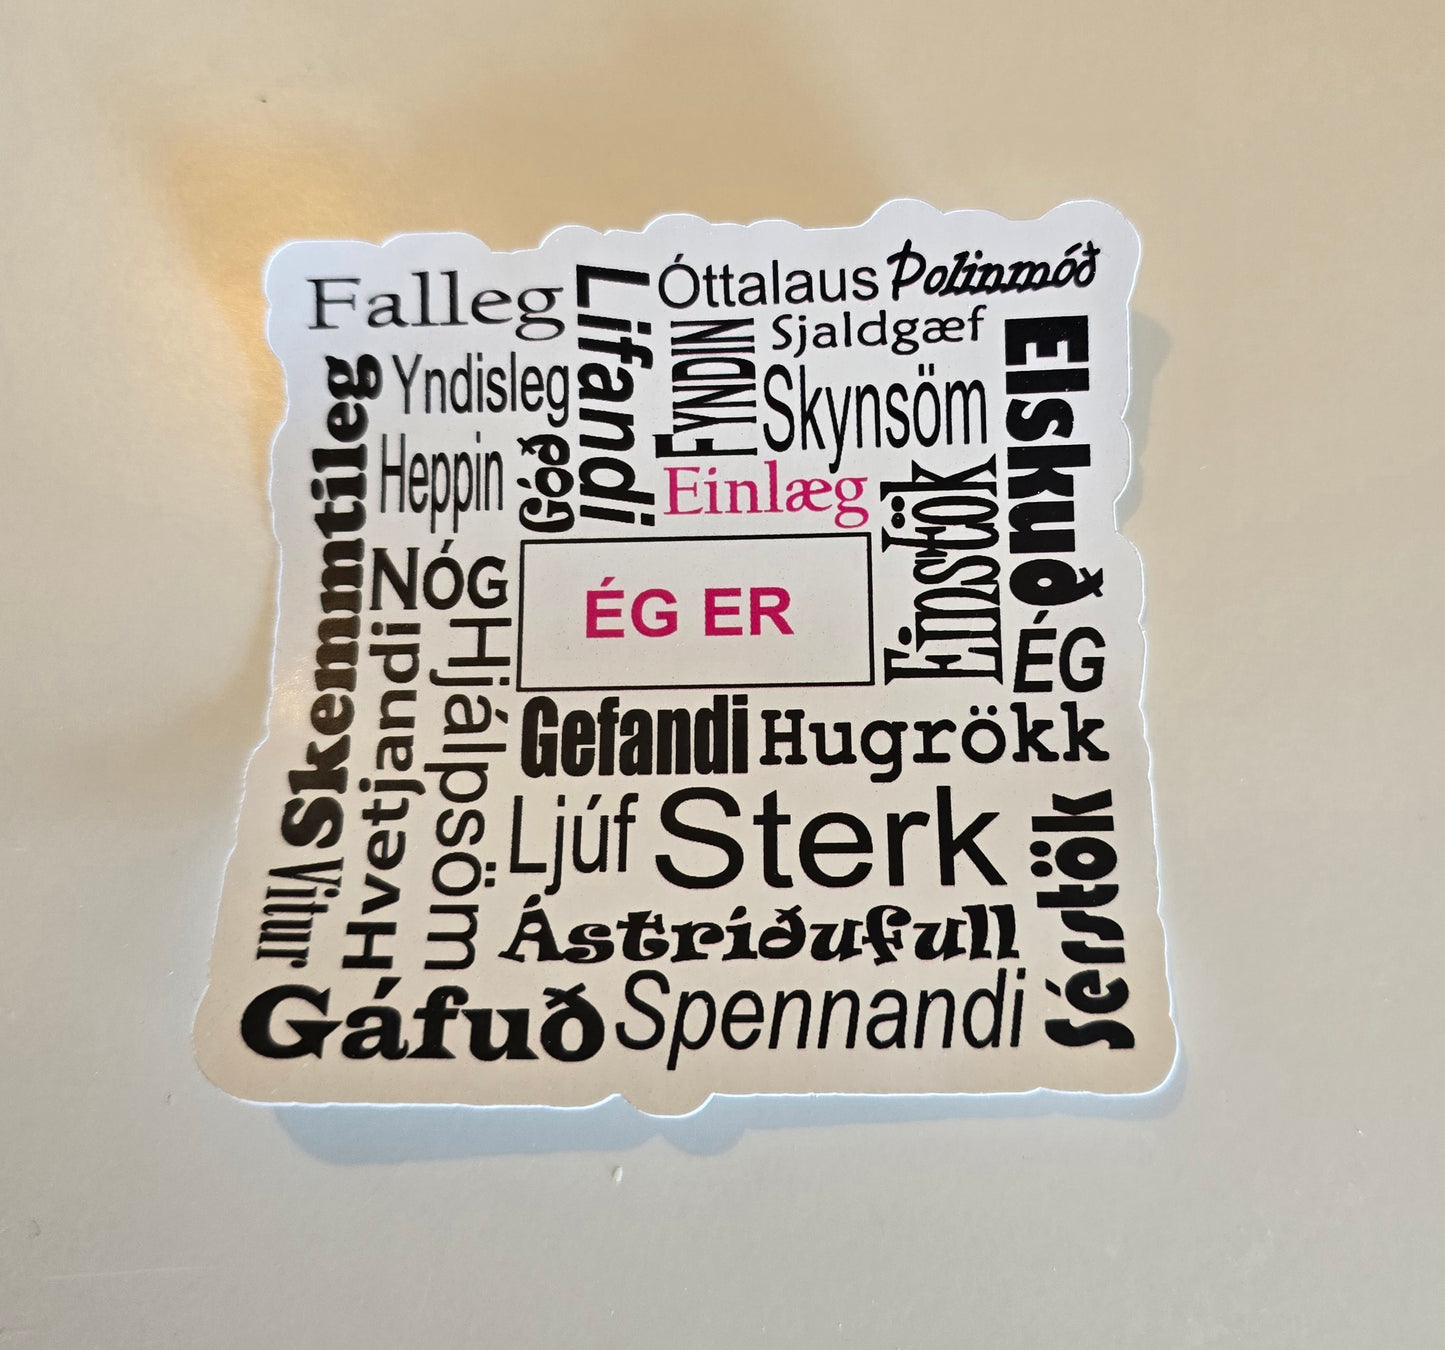 Falleg
Lifandi
Óttalaus
Þolinmóð
Sjaldgæf
FYNDIN
Skynsöm
Elskuð
Yndisleg
Heppin
Góð
Skemmtileg
Einlæg
Einstök
NÓG
ÉG ER
ÉG
Hvetjandi
Hjálpsöm
Gefandi
Hugrökk
Ljúf
Sterk
Sérstök
Vitur
Ástríðufull
Gáfuð
Spennandi